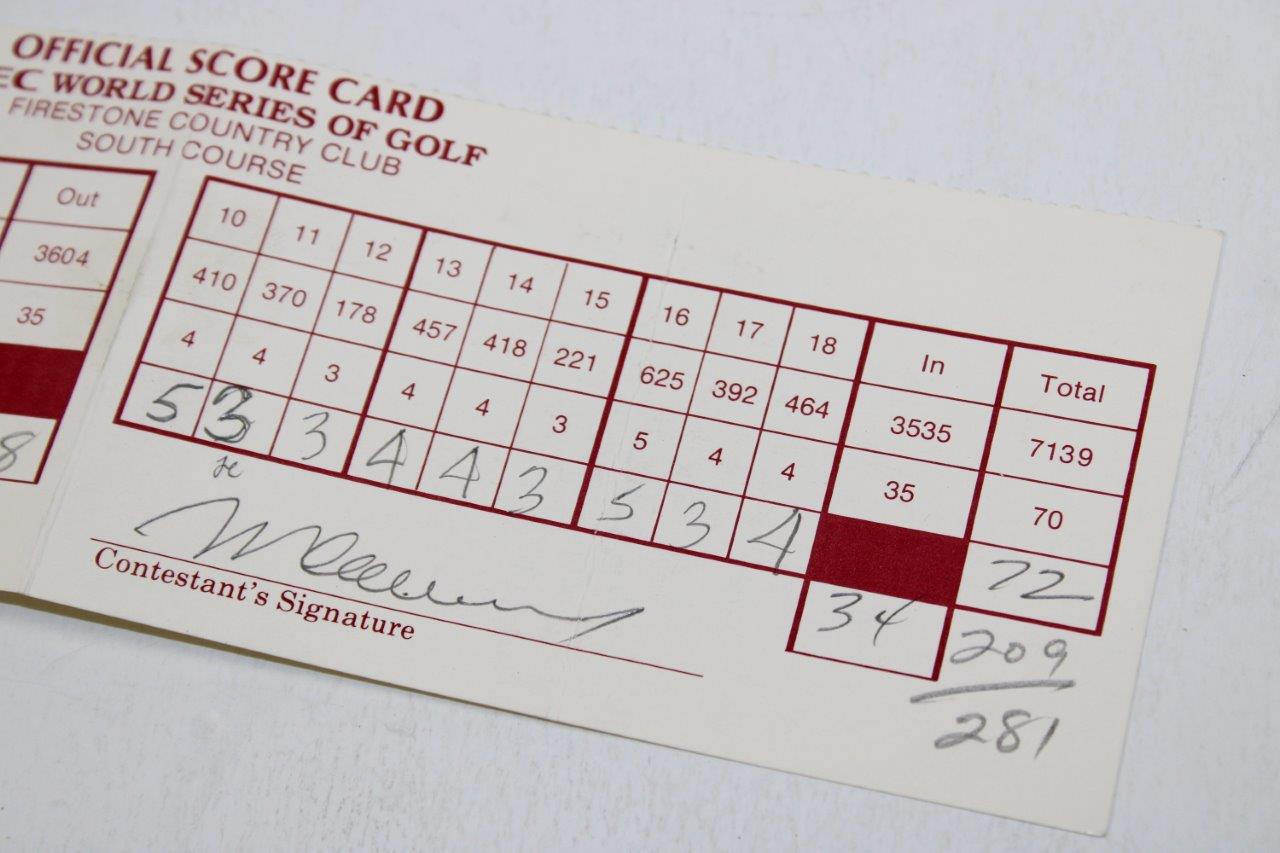 OFFICIAL SCORE CARD
EC WORLD SERIES OF GOLF
FIRESTONE COUNTRY CLUB
SOUTH COURSE
Out 10 11 12 13 14 15 16 17 18 In Total
3604 410 370 178 457 418 221 625 392 464 3535 7139
35 4 4 3 4 4 3 5 4 4 35 70
8 5 3 3 4 4 3 5 3 4 72
34
209
281
Contestant's Signature